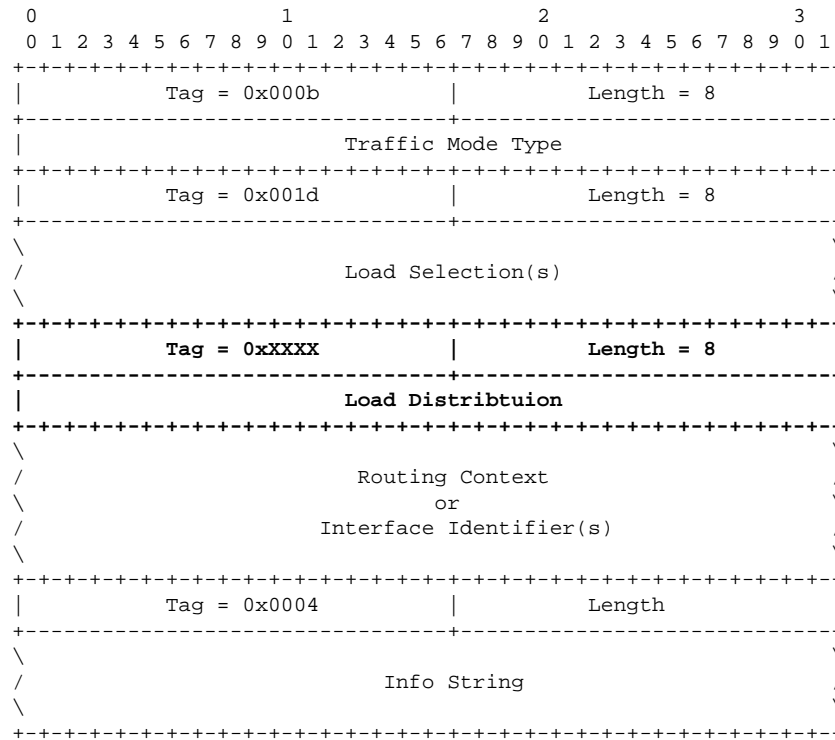 0                   1                   2                   3
0 1 2 3 4 5 6 7 8 9 0 1 2 3 4 5 6 7 8 9 0 1 2 3 4 5 6 7 8 9 0 1
+-+-+-+-+-+-+-+-+-+-+-+-+-+-+-+-+-+-+-+-+-+-+-+-+-+-+-+-+-+-+-+-
|           Tag = 0x000b          |          Length = 8
+---------------------------------+------------------------------
|                         Traffic Mode Type
+-+-+-+-+-+-+-+-+-+-+-+-+-+-+-+-+-+-+-+-+-+-+-+-+-+-+-+-+-+-+-+-
|           Tag = 0x001d          |          Length = 8
+---------------------------------+------------------------------
\                                                               \
/                         Load Selection(s)                     /
\                                                               \
+-+-+-+-+-+-+-+-+-+-+-+-+-+-+-+-+-+-+-+-+-+-+-+-+-+-+-+-+-+-+-+-
|           Tag = 0xXXXX          |          Length = 8
+---------------------------------+------------------------------
|                         Load Distribtuion
+-+-+-+-+-+-+-+-+-+-+-+-+-+-+-+-+-+-+-+-+-+-+-+-+-+-+-+-+-+-+-+-
\                                                               \
/                          Routing Context                      /
\                                or                             \
/                       Interface Identifier(s)                 /
\                                                               \
+-+-+-+-+-+-+-+-+-+-+-+-+-+-+-+-+-+-+-+-+-+-+-+-+-+-+-+-+-+-+-+-
|           Tag = 0x0004          |          Length
+---------------------------------+------------------------------
\                                                               \
/                            Info String                        /
\                                                               \
+-+-+-+-+-+-+-+-+-+-+-+-+-+-+-+-+-+-+-+-+-+-+-+-+-+-+-+-+-+-+-+-